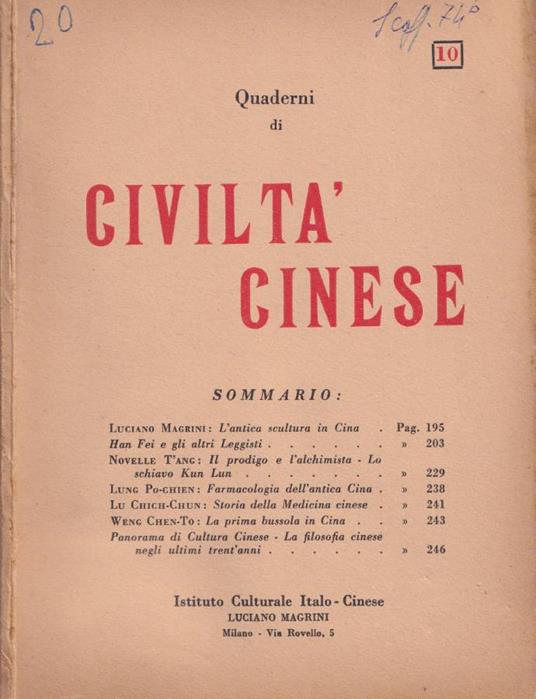 20
Scaff. 74°
10
Quaderni
di
CIVILTA'
CINESE
SOMMARIO:
LUCIANO MAGRINI: L'antica scultura in Cina . Pag. 195
Han Fei e gli altri Leggisti . . . . . . » 203
NOVELLE T'ANG: Il prodigo e l'alchimista - Lo
schiavo Kun Lun . . . . . . . » 229
LUNG PO-CHIEN: Farmacologia dell'antica Cina . » 238
LU CHICH-CHUN: Storia della Medicina cinese . » 241
WENG CHEN-TO: La prima bussola in Cina . . » 243
Panorama di Cultura Cinese - La filosofia cinese
negli ultimi trent'anni . . . . . . » 246
Istituto Culturale Italo-Cinese
LUCIANO MAGRINI
Milano - Via Rovello, 5